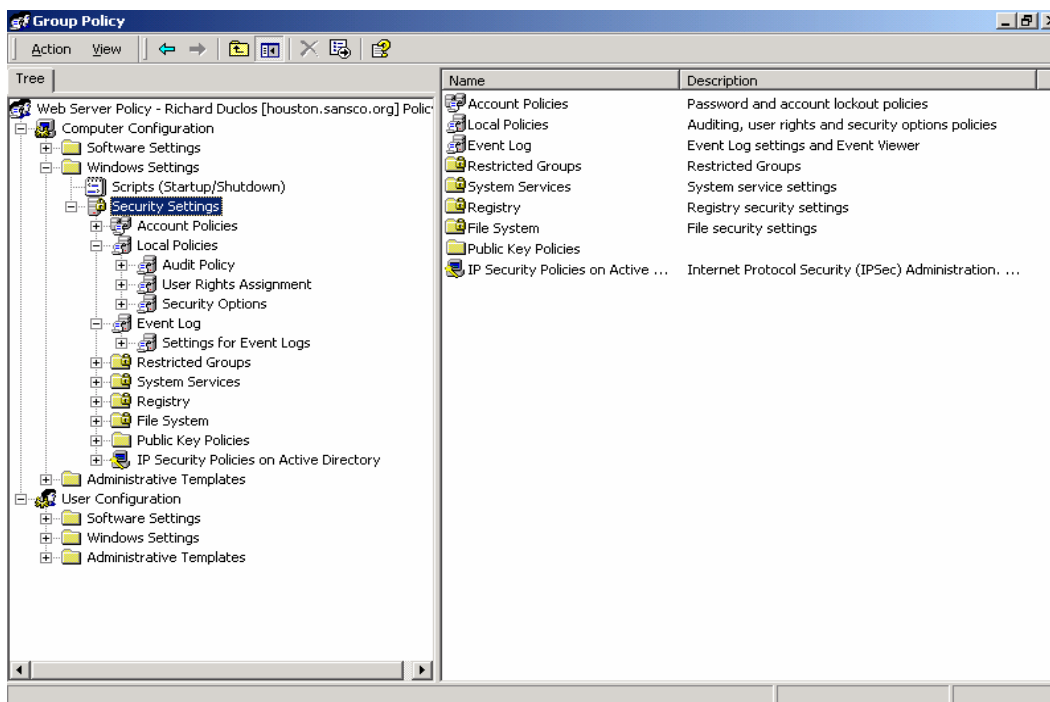 Group Policy
Action View
Tree
Web Server Policy - Richard Duclos [houston.sansco.org] Polic
Computer Configuration
Software Settings
Windows Settings
Scripts (Startup/Shutdown)
Security Settings
Account Policies
Local Policies
Audit Policy
User Rights Assignment
Security Options
Event Log
Settings for Event Logs
Restricted Groups
System Services
Registry
File System
Public Key Policies
IP Security Policies on Active Directory
Administrative Templates
User Configuration
Software Settings
Windows Settings
Administrative Templates
Name Description
Account Policies Password and account lockout policies
Local Policies Auditing, user rights and security options policies
Event Log Event Log settings and Event Viewer
Restricted Groups Restricted Groups
System Services System service settings
Registry Registry security settings
File System File security settings
Public Key Policies
IP Security Policies on Active ... Internet Protocol Security (IPSec) Administration. ...